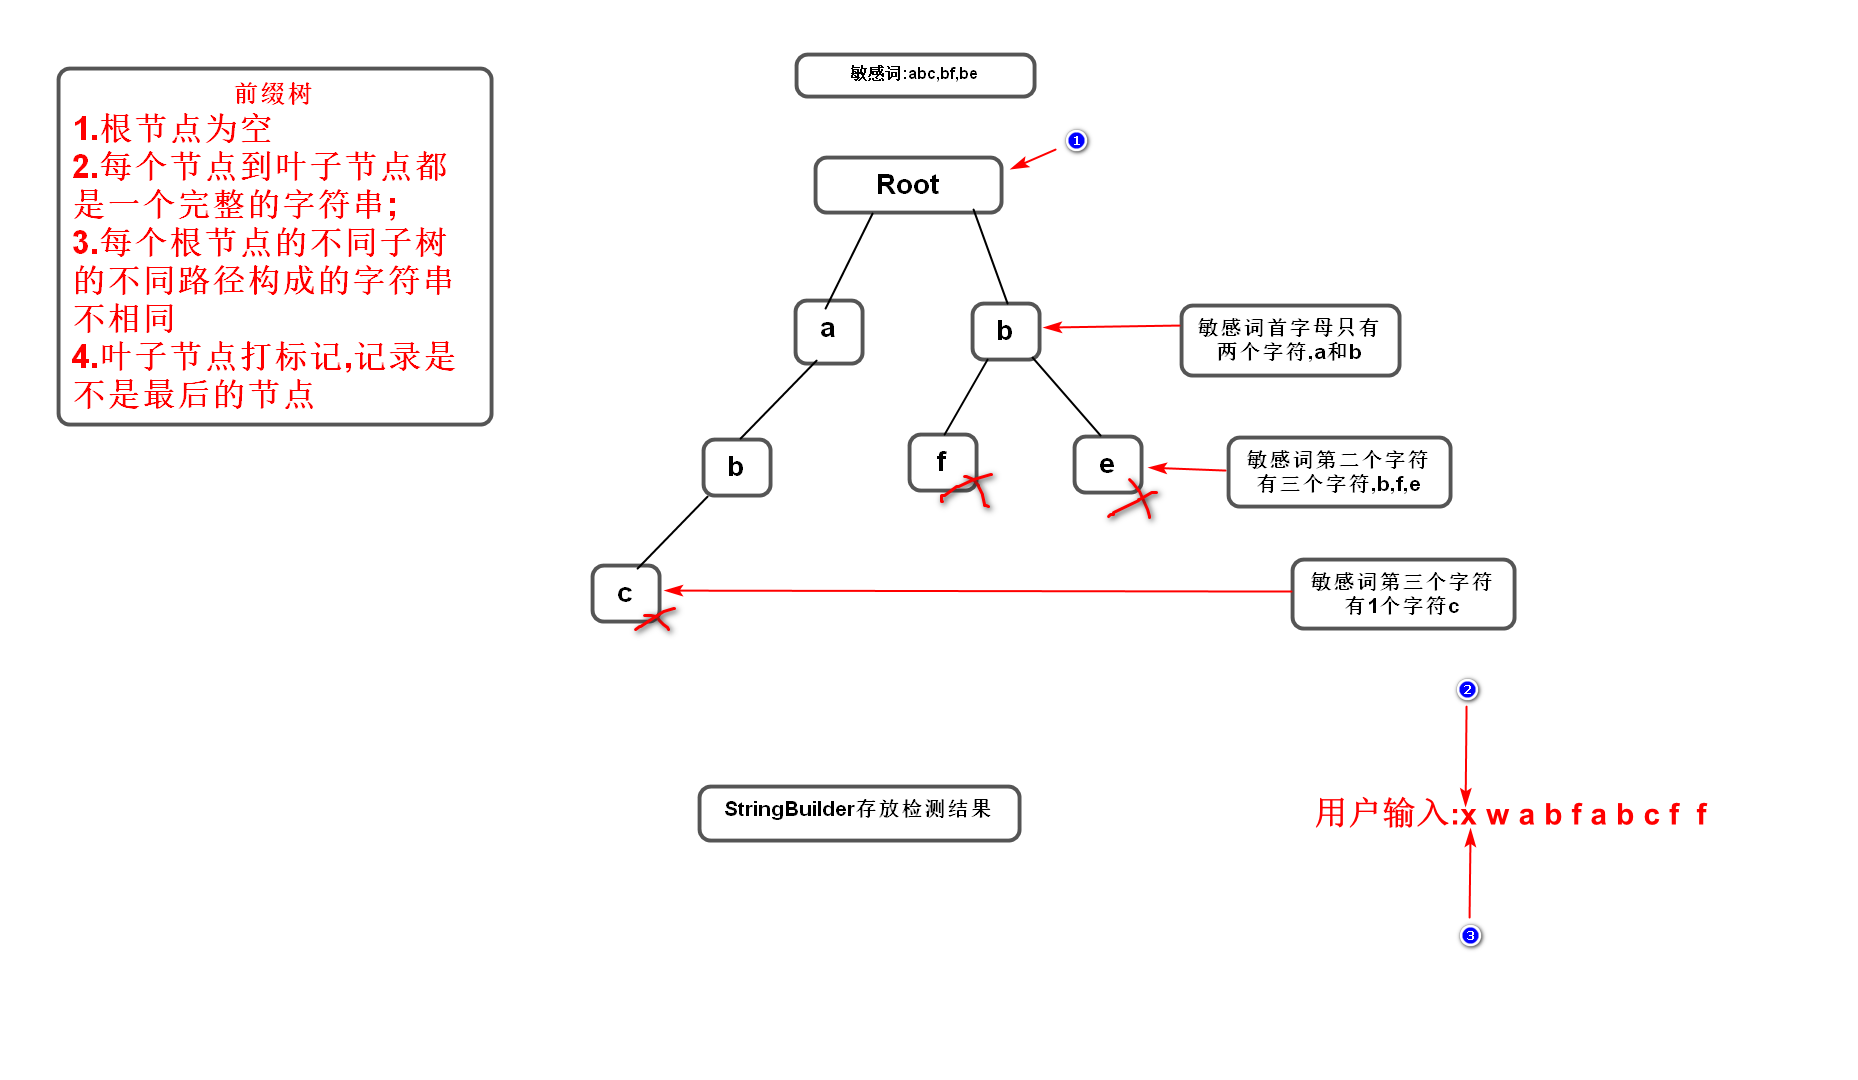 敏感词:abc,bf,be
前缀树
1.根节点为空
2.每个节点到叶子节点都
是一个完整的字符串;
3.每个根节点的不同子树
的不同路径构成的字符串
不相同
4.叶子节点打标记,记录是
不是最后的节点
1
Root
a
b
敏感词首字母只有
两个字符,a和b
b
f
e
敏感词第二个字符
有三个字符,b,f,e
c
敏感词第三个字符
有1个字符c
2
StringBuilder存放检测结果
用户输入:x w a b f a b c f f
3